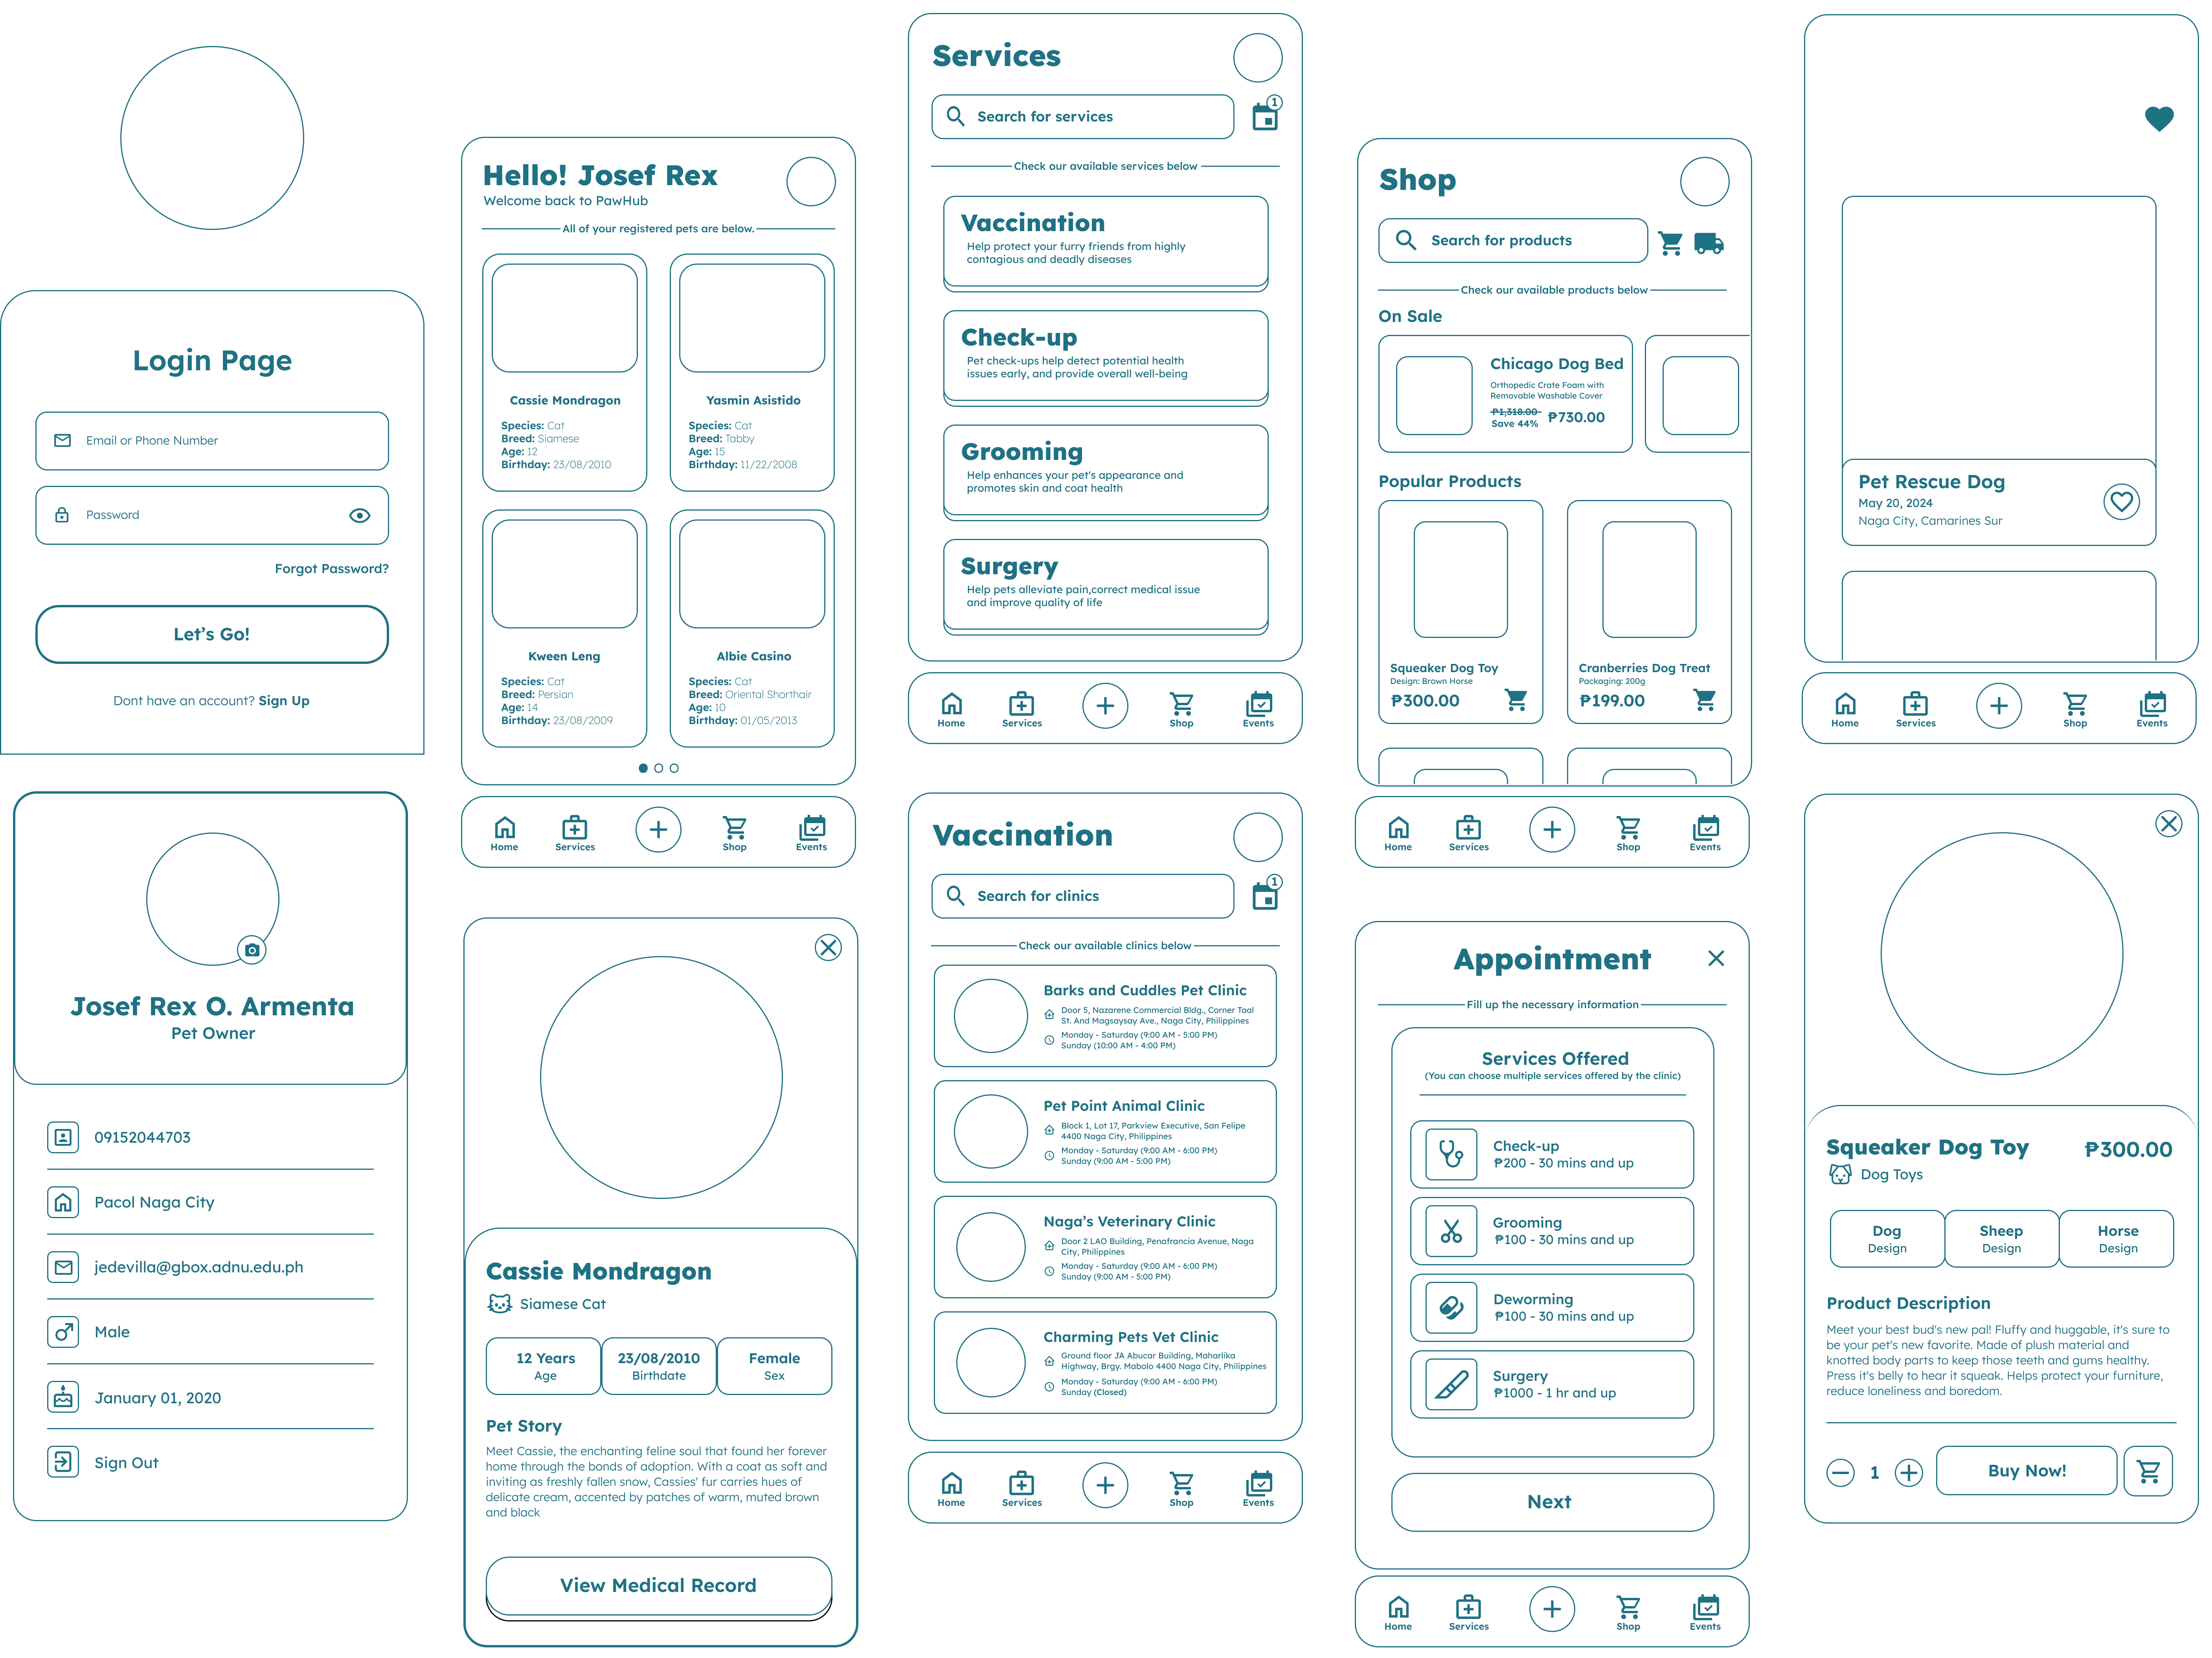 Login Page
Email or Phone Number
Password
Forgot Password?
Let’s Go!
Dont have an account? Sign Up
Josef Rex O. Armenta
Pet Owner
09152044703
Pacol Naga City
jedevilla@gbox.adnu.edu.ph
Male
January 01, 2020
Sign Out
Hello! Josef Rex
Welcome back to PawHub
All of your registered pets are below.
Cassie Mondragon
Species: Cat
Breed: Siamese
Age: 12
Birthday: 23/08/2010
Yasmin Asistido
Species: Cat
Breed: Tabby
Age: 15
Birthday: 11/22/2008
Kween Leng
Species: Cat
Breed: Persian
Age: 14
Birthday: 23/08/2009
Albie Casino
Species: Cat
Breed: Oriental Shorthair
Age: 10
Birthday: 01/05/2013
Home
Services
Shop
Events
Cassie Mondragon
Siamese Cat
12 Years
Age
23/08/2010
Birthdate
Female
Sex
Pet Story
Meet Cassie, the enchanting feline soul that found her forever
home through the bonds of adoption. With a coat as soft and
inviting as freshly fallen snow, Cassies' fur carries hues of
delicate cream, accented by patches of warm, muted brown
and black
View Medical Record
Services
Search for services
1
Check our available services below
Vaccination
Help protect your furry friends from highly
contagious and deadly diseases
Check-up
Pet check-ups help detect potential health
issues early, and provide overall well-being
Grooming
Help enhances your pet's appearance and
promotes skin and coat health
Surgery
Help pets alleviate pain,correct medical issue
and improve quality of life
Home
Services
Shop
Events
Vaccination
Search for clinics
1
Check our available clinics below
Barks and Cuddles Pet Clinic
Door 5, Nazarene Commercial Bldg., Corner Taal
St. And Magsaysay Ave., Naga City, Philippines
Monday - Saturday (9:00 AM - 5:00 PM)
Sunday (10:00 AM - 4:00 PM)
Pet Point Animal Clinic
Block 1, Lot 17, Parkview Executive, San Felipe
4400 Naga City, Philippines
Monday - Saturday (9:00 AM - 6:00 PM)
Sunday (9:00 AM - 5:00 PM)
Naga’s Veterinary Clinic
Door 2 LAO Building, Penafrancia Avenue, Naga
City, Philippines
Monday - Saturday (9:00 AM - 6:00 PM)
Sunday (9:00 AM - 5:00 PM)
Charming Pets Vet Clinic
Ground floor JA Abucar Building, Maharlika
Highway, Brgy. Mabolo 4400 Naga City, Philippines
Monday - Saturday (9:00 AM - 6:00 PM)
Sunday (Closed)
Home
Services
Shop
Events
Shop
Search for products
Check our available products below
On Sale
Chicago Dog Bed
Orthopedic Crate Foam with
Removable Washable Cover
₱1,318.00
Save 44%
₱730.00
Popular Products
Squeaker Dog Toy
Design: Brown Horse
₱300.00
Cranberries Dog Treat
Packaging: 200g
₱199.00
Home
Services
Shop
Events
Appointment
Fill up the necessary information
Services Offered
(You can choose multiple services offered by the clinic)
Check-up
₱200 - 30 mins and up
Grooming
₱100 - 30 mins and up
Deworming
₱100 - 30 mins and up
Surgery
₱1000 - 1 hr and up
Next
Home
Services
Shop
Events
Pet Rescue Dog
May 20, 2024
Naga City, Camarines Sur
Home
Services
Shop
Events
Squeaker Dog Toy
₱300.00
Dog Toys
Dog
Design
Sheep
Design
Horse
Design
Product Description
Meet your best bud's new pal! Fluffy and huggable, it's sure to
be your pet's new favorite. Made of plush material and
knotted body parts to keep those teeth and gums healthy.
Press it's belly to hear it squeak. Helps protect your furniture,
reduce loneliness and boredom.
1
Buy Now!